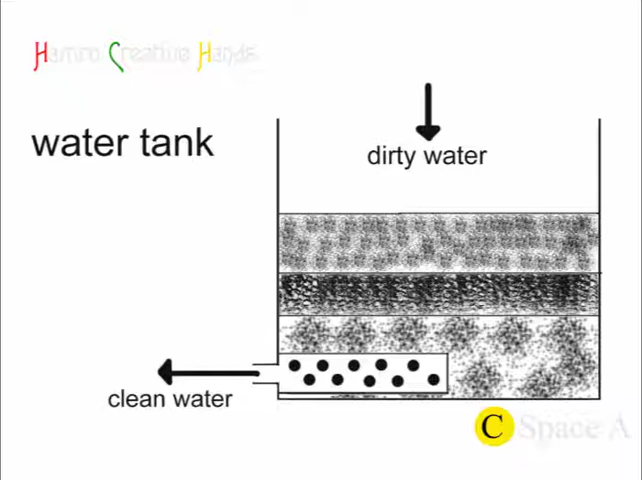 Hamro Creative Hands
water tank
dirty water
clean water
C Space A